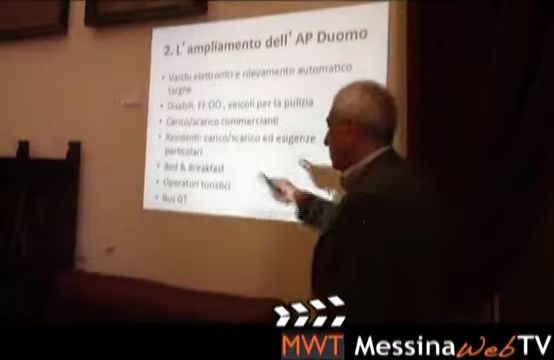 2. L'ampliamento dell'AP Duomo
• Varchi elettronici e rilevamento automatico
targhe
• Disabili, FF.OO., veicoli per la pulizia
• Carico/scarico commercianti
• Residenti: carico/scarico ed esigenze
particolari
• Bed & Breakfast
• Operatori turistici
• Bus GT
MWT MessinaWebTV